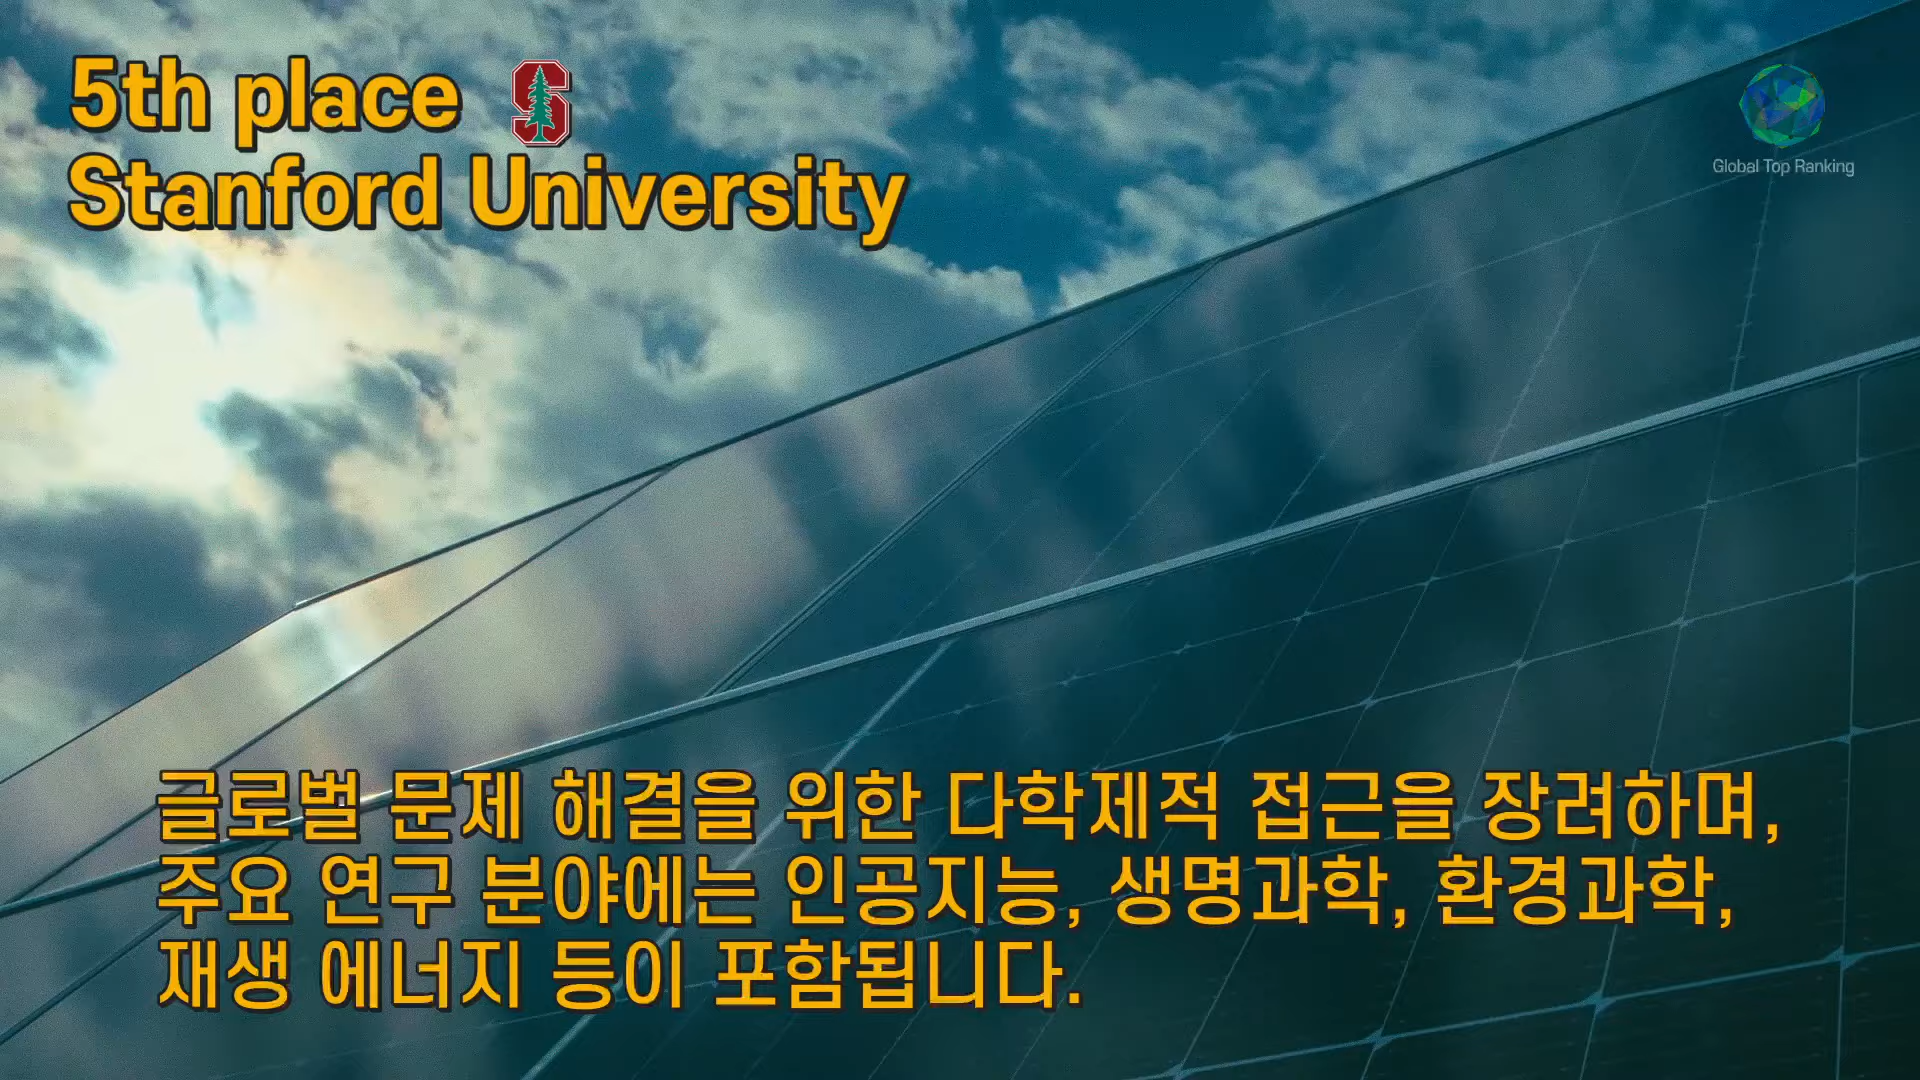 5th place
Stanford University
Global Top Ranking
글로벌 문제 해결을 위한 다학제적 접근을 장려하며,
주요 연구 분야에는 인공지능, 생명과학, 환경과학,
재생 에너지 등이 포함됩니다.